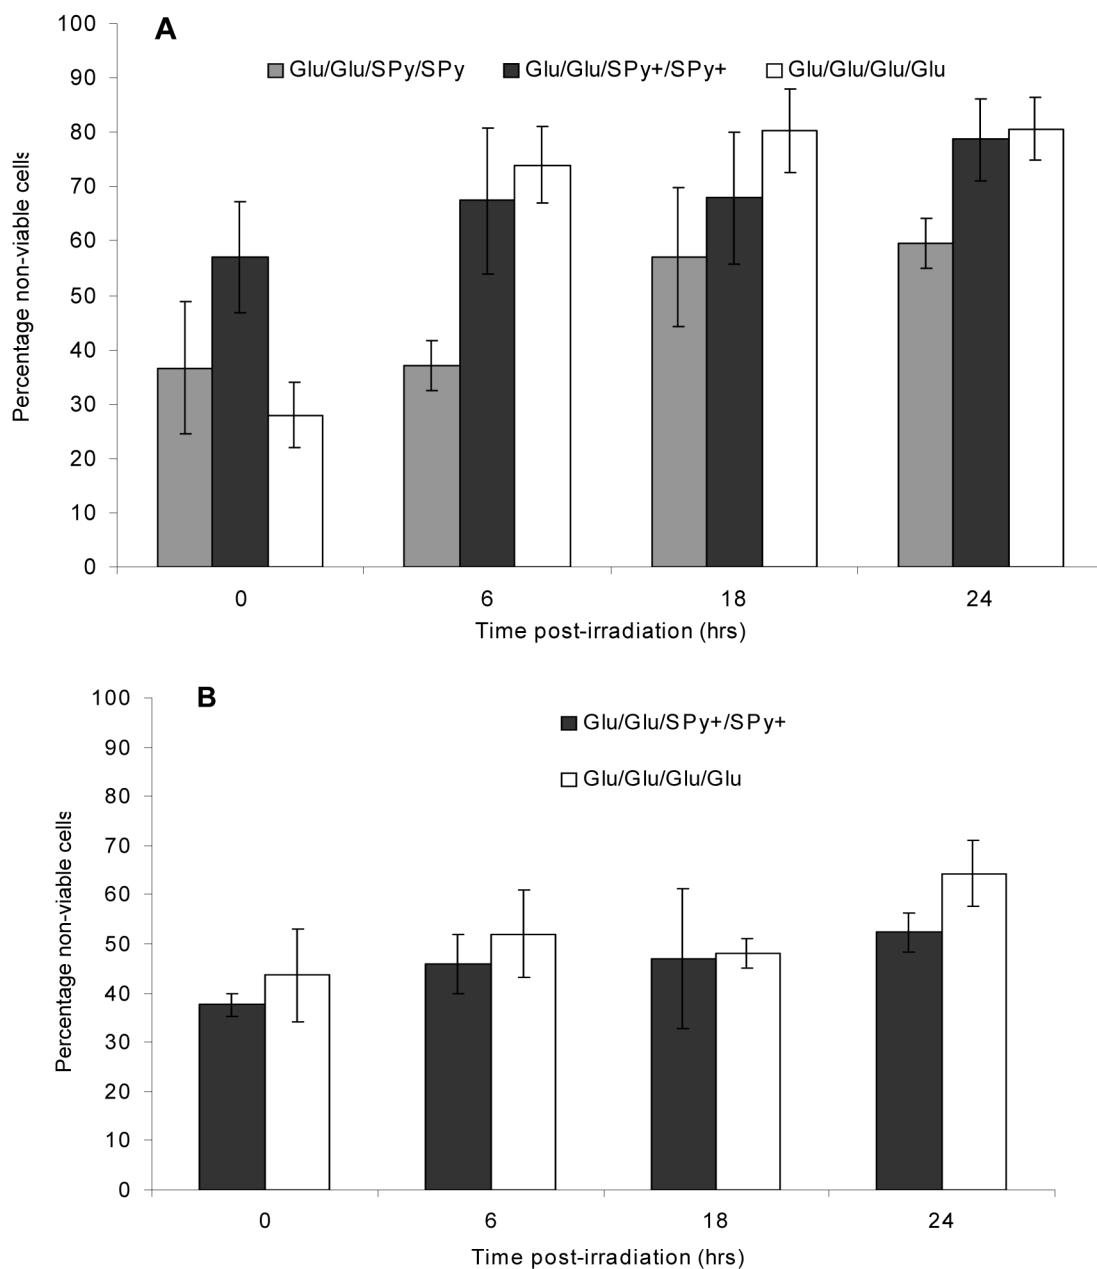 A
100
90
80
70
60
50
40
30
20
10
0
Percentage non-viable cells
Glu/Glu/SPy/SPy Glu/Glu/SPy+/SPy+ Glu/Glu/Glu/Glu
0 6 18 24
Time post-irradiation (hrs)
B
100
90
80
70
60
50
40
30
20
10
0
Percentage non-viable cells
Glu/Glu/SPy+/SPy+
Glu/Glu/Glu/Glu
0 6 18 24
Time post-irradiation (hrs)